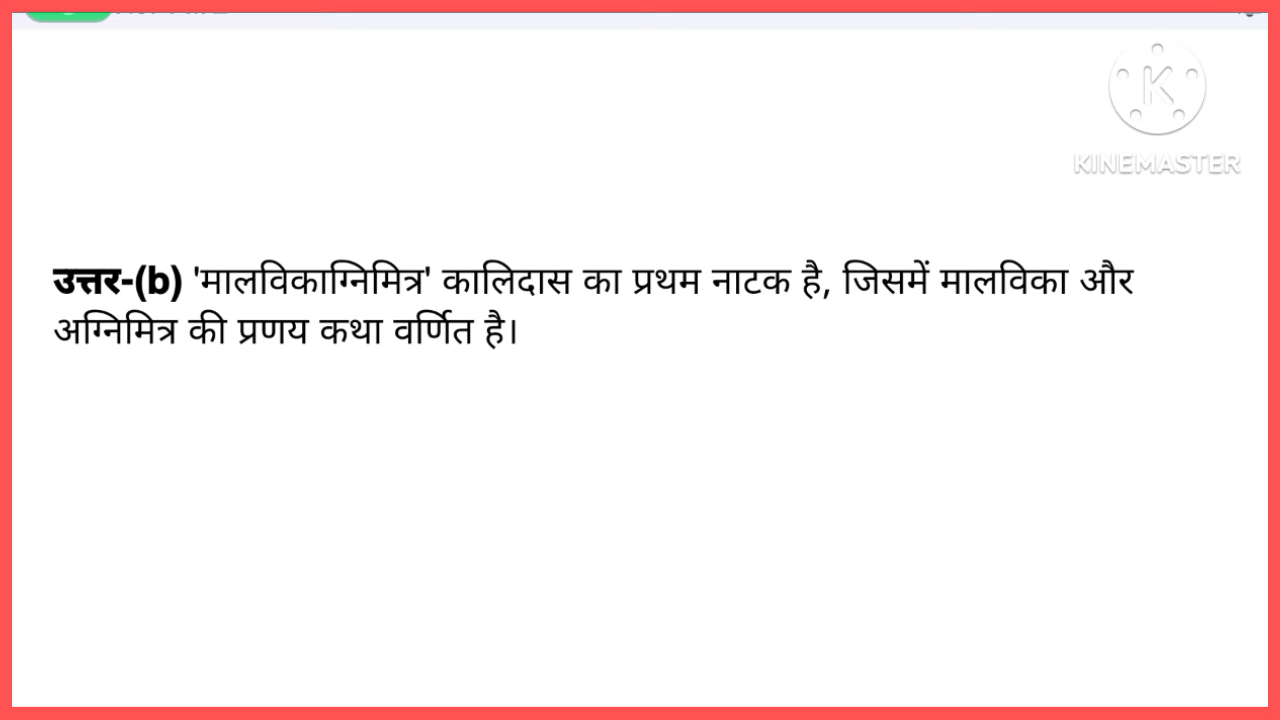 KINEMASTER
उत्तर-(b) 'मालविकाग्निमित्र' कालिदास का प्रथम नाटक है, जिसमें मालविका और
अग्निमित्र की प्रणय कथा वर्णित है।